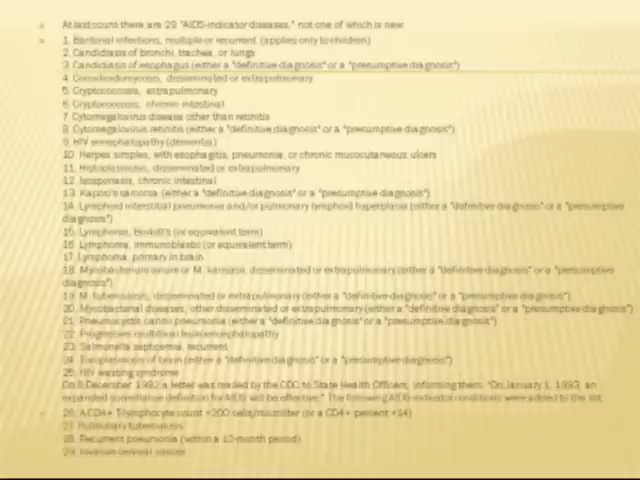 At last count there are 29 "AIDS-indicator diseases," not one of which is new
1. Bacterial infections, multiple or recurrent (applies only to children)
2. Candidiasis of bronchi, trachea, or lungs
3. Candidiasis of esophagus (either a "definitive diagnosis" or a "presumptive diagnosis")
4. Coccidioidomycosis, disseminated or extrapulmonary
5. Cryptococcosis, extrapulmonary
6. Cryptococcosis, chronic intestinal
7. Cytomegalovirus disease other than retinitis
8. Cytomegalovirus retinitis (either a "definitive diagnosis" or a "presumptive diagnosis")
9. HIV encephalopathy (dementia)
10. Herpes simplex, with esophagitis, pneumonia, or chronic mucocutaneous ulcers
11. Histoplasmosis, disseminated or extrapulmonary
12. Isosporiasis, chronic intestinal
13. Kaposi's sarcoma (either a "definitive diagnosis" or a "presumptive diagnosis")
14. Lymphoid interstitial pneumonia and/or pulmonary lymphoid hyperplasia (either a "definitive diagnosis" or a "presumptive
diagnosis")
15. Lymphoma, Burkitt's (or equivalent term)
16. Lymphoma, immunoblastic (or equivalent term)
17. Lymphoma, primary in brain
18. Mycobacterium avium or M. kansasii, disseminated or extrapulmonary (either a "definitive diagnosis" or a "presumptive
diagnosis")
19. M. tuberculosis, disseminated or extrapulmonary (either a "definitive diagnosis" or a "presumptive diagnosis")
20. Mycobacterial diseases, other disseminated or extrapulmonary (either a "definitive diagnosis" or a "presumptive diagnosis")
21. Pneumocystis carinii pneumonia (either a "definitive diagnosis" or a "presumptive diagnosis")
22. Progressive multifocal leukoencephalopathy
23. Salmonella septicemia, recurrent
24. Toxoplasmosis of brain (either a "definitive diagnosis" or a "presumptive diagnosis")
25. HIV wasting syndrome
On 8 December 1992 a letter was mailed by the CDC to State Health Officers, informing them: "On January 1, 1993, an
expanded surveillance definition for AIDS will be effective." The following AIDS-indicator conditions were added to the list:
26. A CD4+ T-lymphocyte count <200 cells/microliter (or a CD4+ percent <14)
27. Pulmonary tuberculosis
28. Recurrent pneumonia (within a 12-month period)
29. Invasive cervical cancer